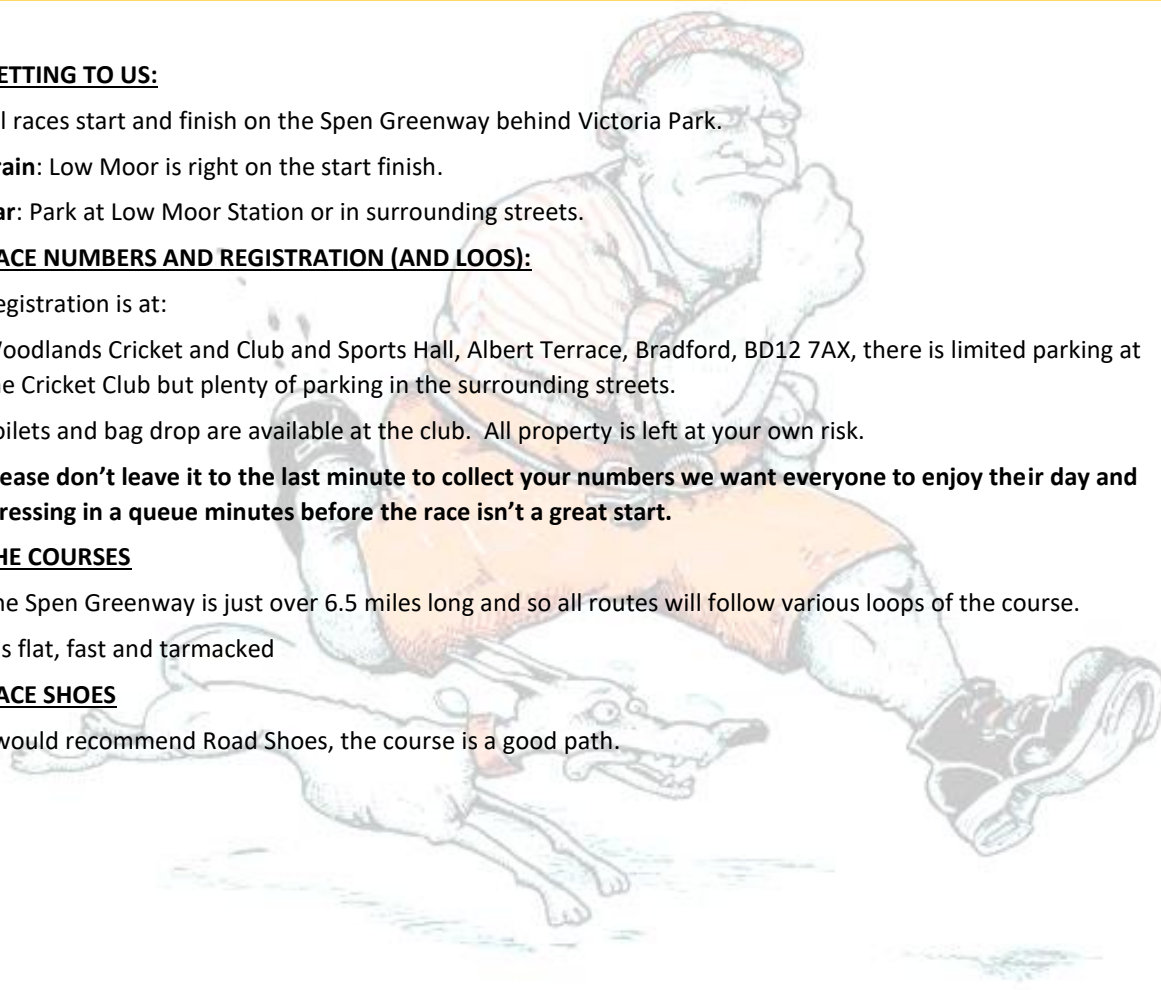 ETTING TO US:
l races start and finish on the Spen Greenway behind Victoria Park.
rain: Low Moor is right on the start finish.
ar: Park at Low Moor Station or in surrounding streets.
ACE NUMBERS AND REGISTRATION (AND LOOS):
egistration is at:
oodlands Cricket and Club and Sports Hall, Albert Terrace, Bradford, BD12 7AX, there is limited parking at
e Cricket Club but plenty of parking in the surrounding streets.
oilets and bag drop are available at the club. All property is left at your own risk.
ease don’t leave it to the last minute to collect your numbers we want everyone to enjoy their day and
ressing in a queue minutes before the race isn’t a great start.
HE COURSES
e Spen Greenway is just over 6.5 miles long and so all routes will follow various loops of the course.
s flat, fast and tarmacked
ACE SHOES
would recommend Road Shoes, the course is a good path.